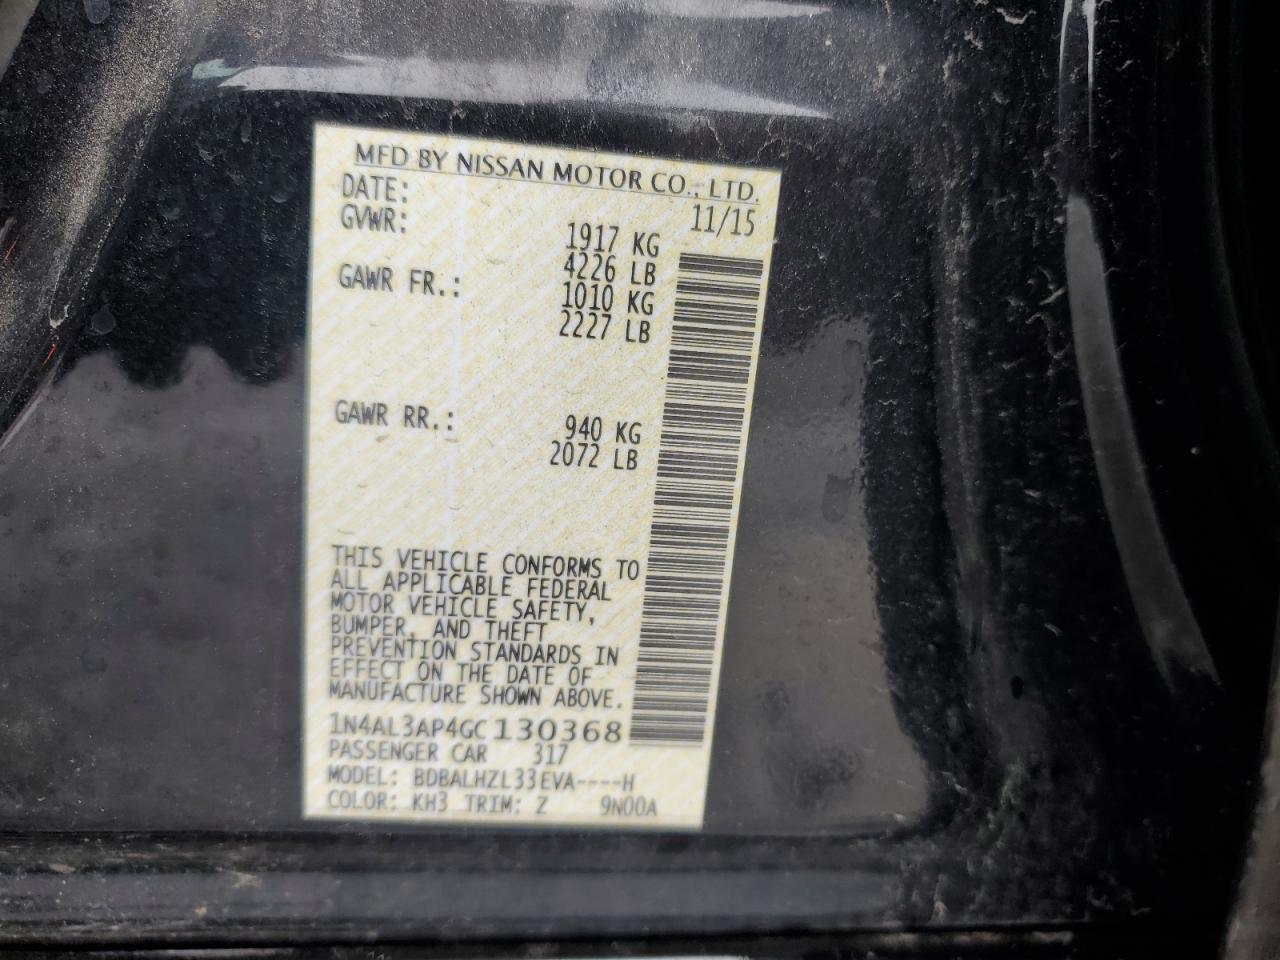 MFD BY NISSAN MOTOR CO., LTD.
DATE: 11/15
GVWR: 1917 KG
4226 LB
GAWR FR.: 1010 KG
2227 LB
GAWR RR.: 940 KG
2072 LB
THIS VEHICLE CONFORMS TO
ALL APPLICABLE FEDERAL
MOTOR VEHICLE SAFETY,
BUMPER, AND THEFT
PREVENTION STANDARDS IN
EFFECT ON THE DATE OF
MANUFACTURE SHOWN ABOVE.
1N4AL3AP4GC130368
PASSENGER CAR 317
MODEL: BDBALHZL33EVA----H
COLOR: KH3 TRIM: Z 9N00A